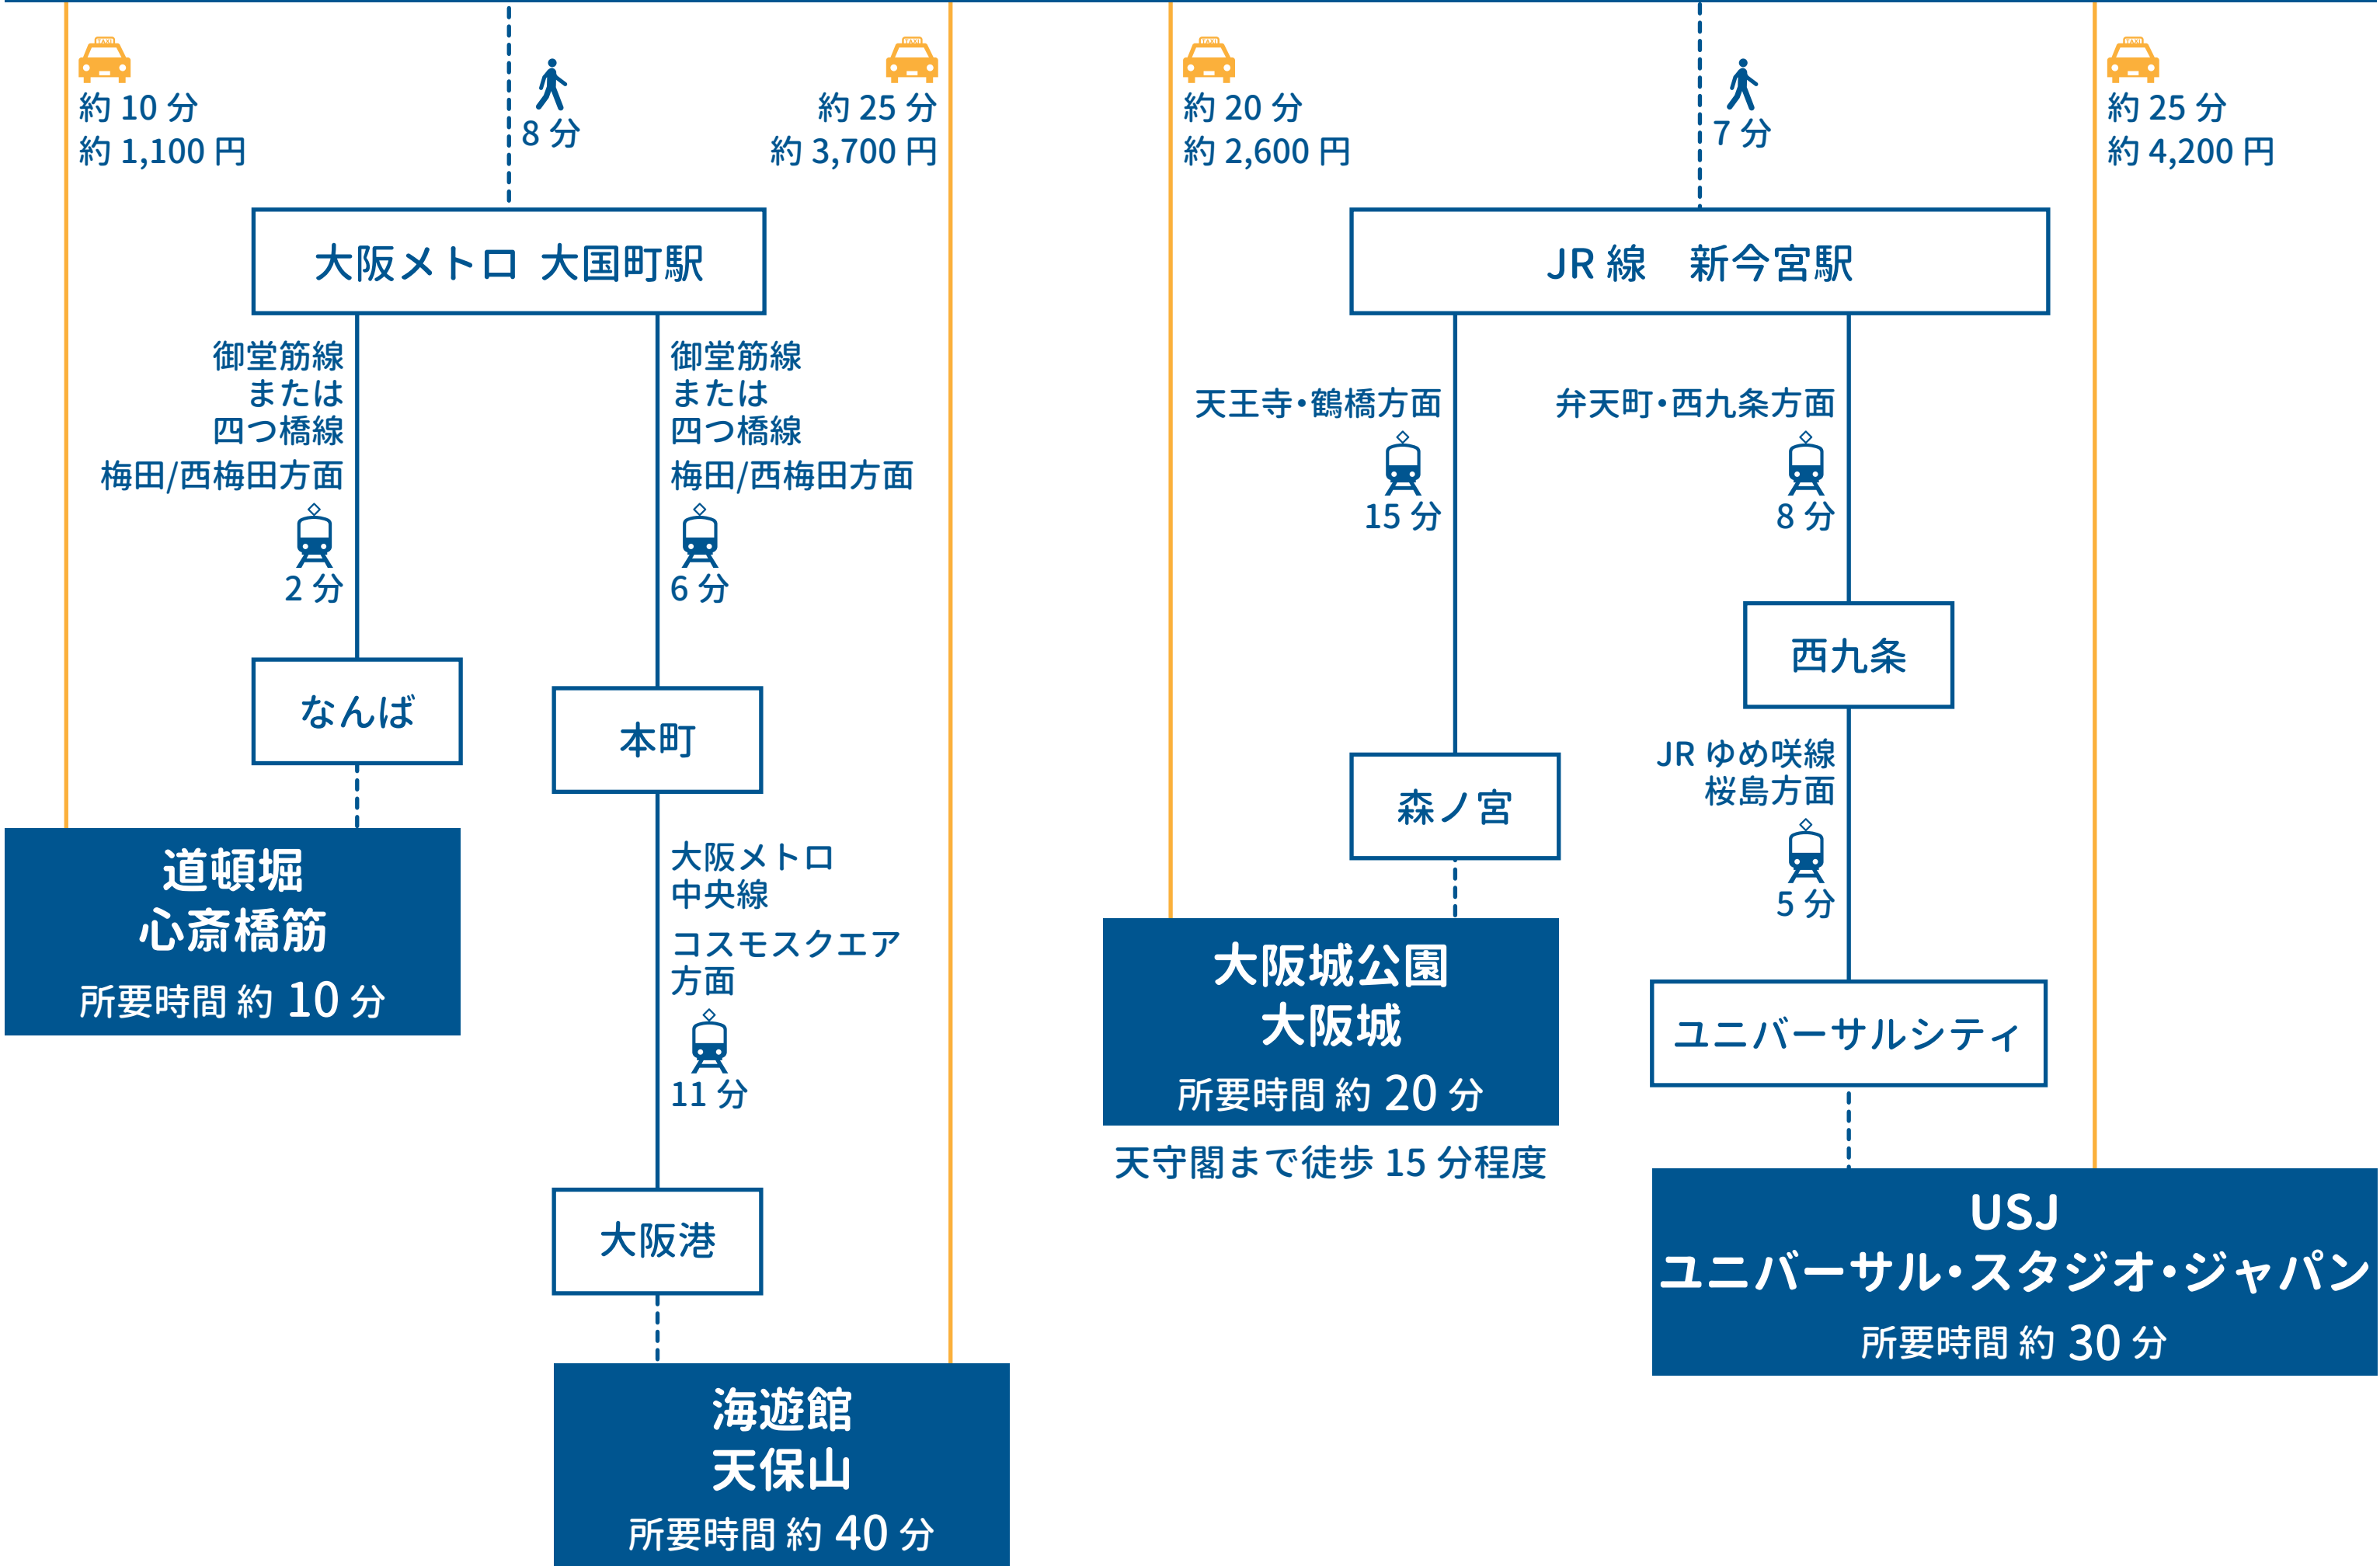 TAXI
約 10 分
約 1,100 円
8 分
TAXI
約 25 分
約 3,700 円
大阪メトロ 大国町駅
御堂筋線
または
四つ橋線
梅田/西梅田方面
2 分
なんば
道頓堀
心斎橋筋
所要時間 約 10 分
御堂筋線
または
四つ橋線
梅田/西梅田方面
6 分
本町
大阪メトロ
中央線
コスモスクエア
方面
11 分
大阪港
海遊館
天保山
所要時間 約 40 分
TAXI
約 20 分
約 2,600 円
7 分
TAXI
約 25 分
約 4,200 円
JR 線　新今宮駅
天王寺・鶴橋方面
15 分
森ノ宮
大阪城公園
大阪城
所要時間 約 20 分
天守閣まで徒歩 15 分程度
弁天町・西九条方面
8 分
西九条
JR ゆめ咲線
桜島方面
5 分
ユニバーサルシティ
USJ
ユニバーサル・スタジオ・ジャパン
所要時間 約 30 分